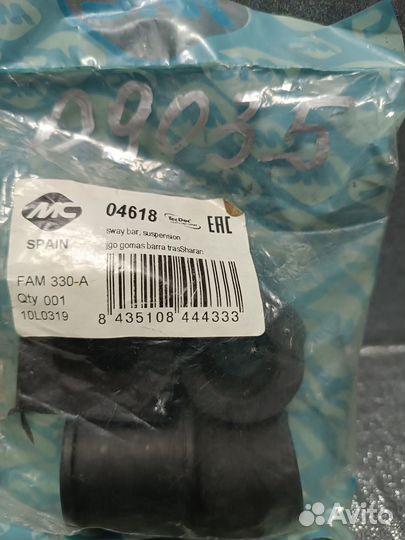 09035
MC
SPAIN
04618
TecDoc
EAC
sway bar, suspension
jgo gomas barra trasSharan
FAM 330-A
Qty 001
10L0319
8 435108 444333
Avito